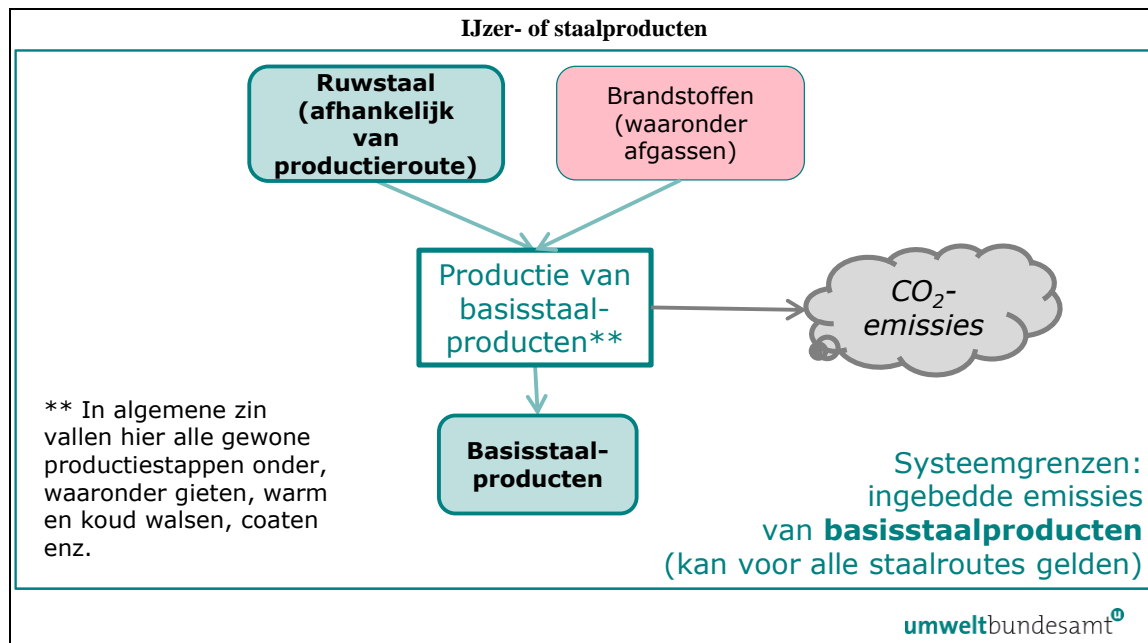 IJzer- of staalproducten
Ruwstaal
(afhankelijk
van
productieroute)
Brandstoffen
(waaronder
afgassen)
Productie van
basisstaal-
producten**
CO₂-
emissies
Basisstaal-
producten
** In algemene zin
vallen hier alle gewone
productiestappen onder,
waaronder gieten, warm
en koud walsen, coaten
enz.
Systeemgrenzen:
ingebedde emissies
van basisstaalproducten
(kan voor alle staalroutes gelden)
umweltbundesamt